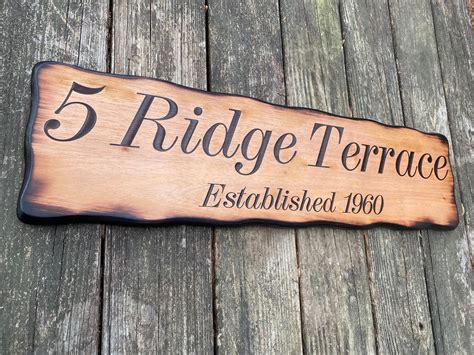 5 Ridge Terrace
Established 1960